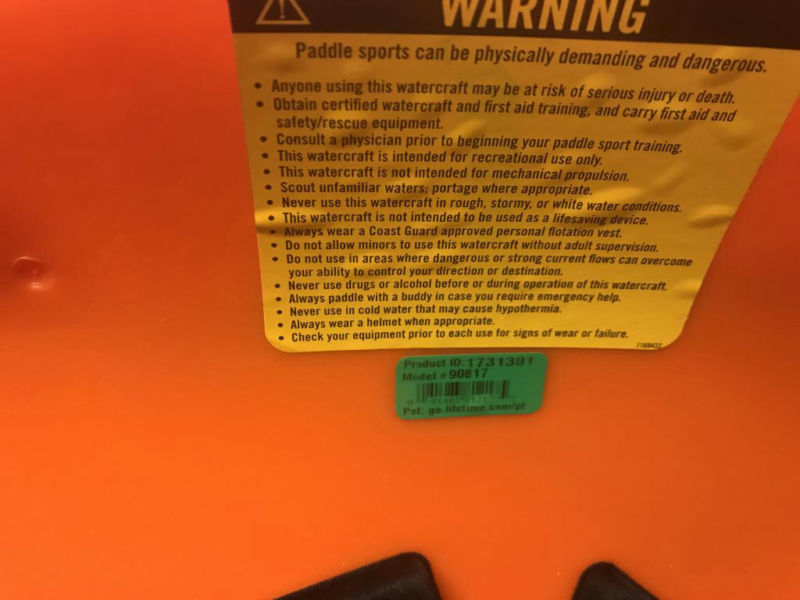 WARNING
Paddle sports can be physically demanding and dangerous.
• Anyone using this watercraft may be at risk of serious injury or death.
• Obtain certified watercraft and first aid training, and carry first aid and
safety/rescue equipment.
• Consult a physician prior to beginning your paddle sport training.
• This watercraft is intended for recreational use only.
• This watercraft is not intended for mechanical propulsion.
• Scout unfamiliar waters; portage where appropriate.
• Never use this watercraft in rough, stormy, or white water conditions.
• This watercraft is not intended to be used as a lifesaving device.
• Always wear a Coast Guard approved personal flotation vest.
• Do not allow minors to use this watercraft without adult supervision.
• Do not use in areas where dangerous or strong current flows can overcome
your ability to control your direction or destination.
• Never use drugs or alcohol before or during operation of this watercraft.
• Always paddle with a buddy in case you require emergency help.
• Never use in cold water that may cause hypothermia.
• Always wear a helmet when appropriate.
• Check your equipment prior to each use for signs of wear or failure.
Product ID: 1731301
Model # 90817
Pat: go.lifetime.com/pt